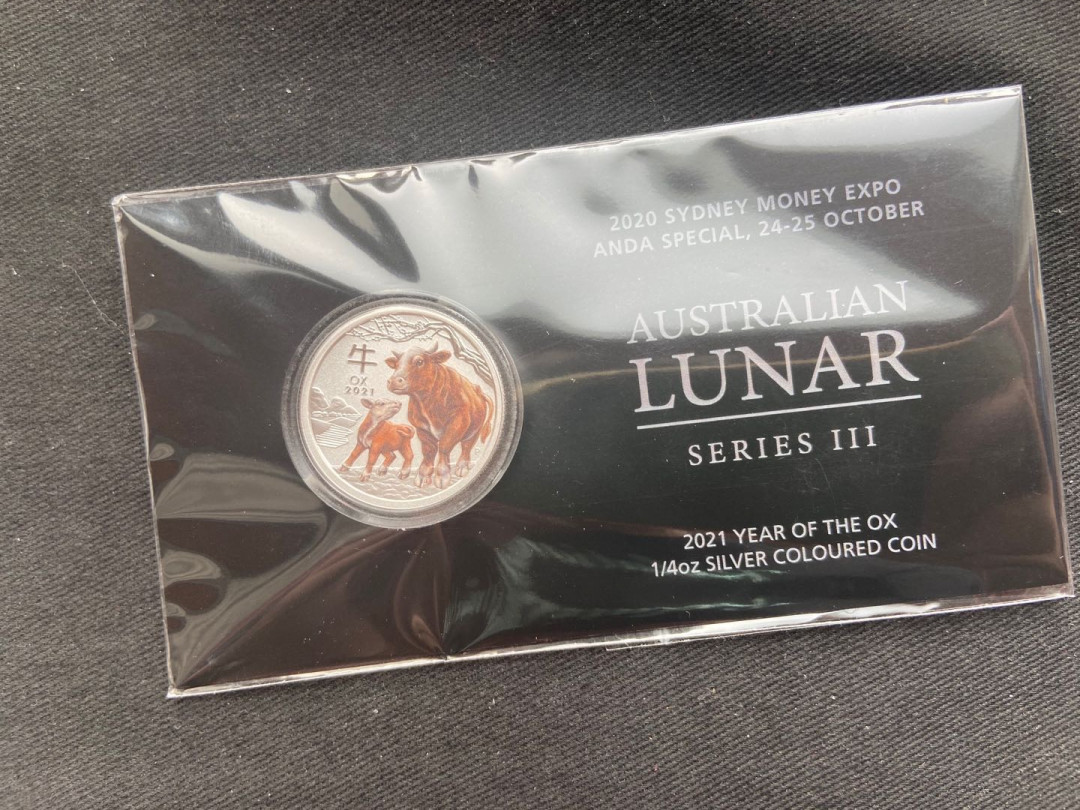 牛
OX
2021
2020 SYDNEY MONEY EXPO
ANDA SPECIAL, 24-25 OCTOBER
AUSTRALIAN
LUNAR
SERIES III
2021 YEAR OF THE OX
1/4oz SILVER COLOURED COIN